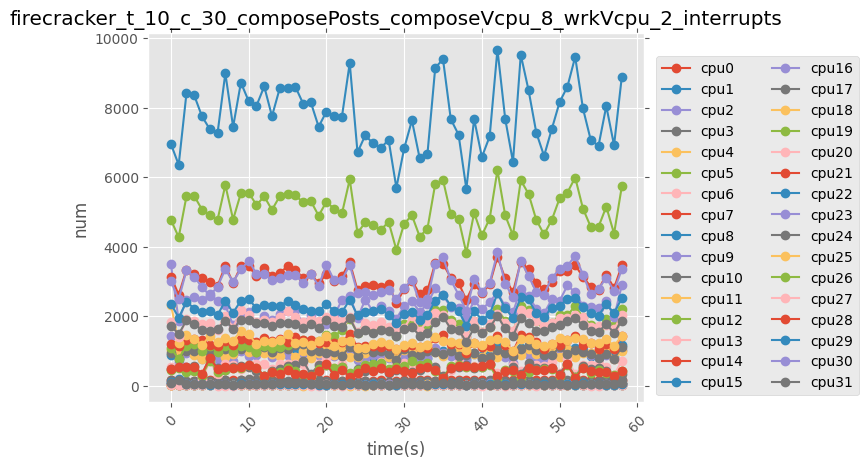 firecracker_t_10_c_30_composePosts_composeVcpu_8_wrkVcpu_2_interrupts
num
10000
8000
6000
4000
2000
0
0
10
20
30
40
50
60
time(s)
cpu0
cpu1
cpu2
cpu3
cpu4
cpu5
cpu6
cpu7
cpu8
cpu9
cpu10
cpu11
cpu12
cpu13
cpu14
cpu15
cpu16
cpu17
cpu18
cpu19
cpu20
cpu21
cpu22
cpu23
cpu24
cpu25
cpu26
cpu27
cpu28
cpu29
cpu30
cpu31